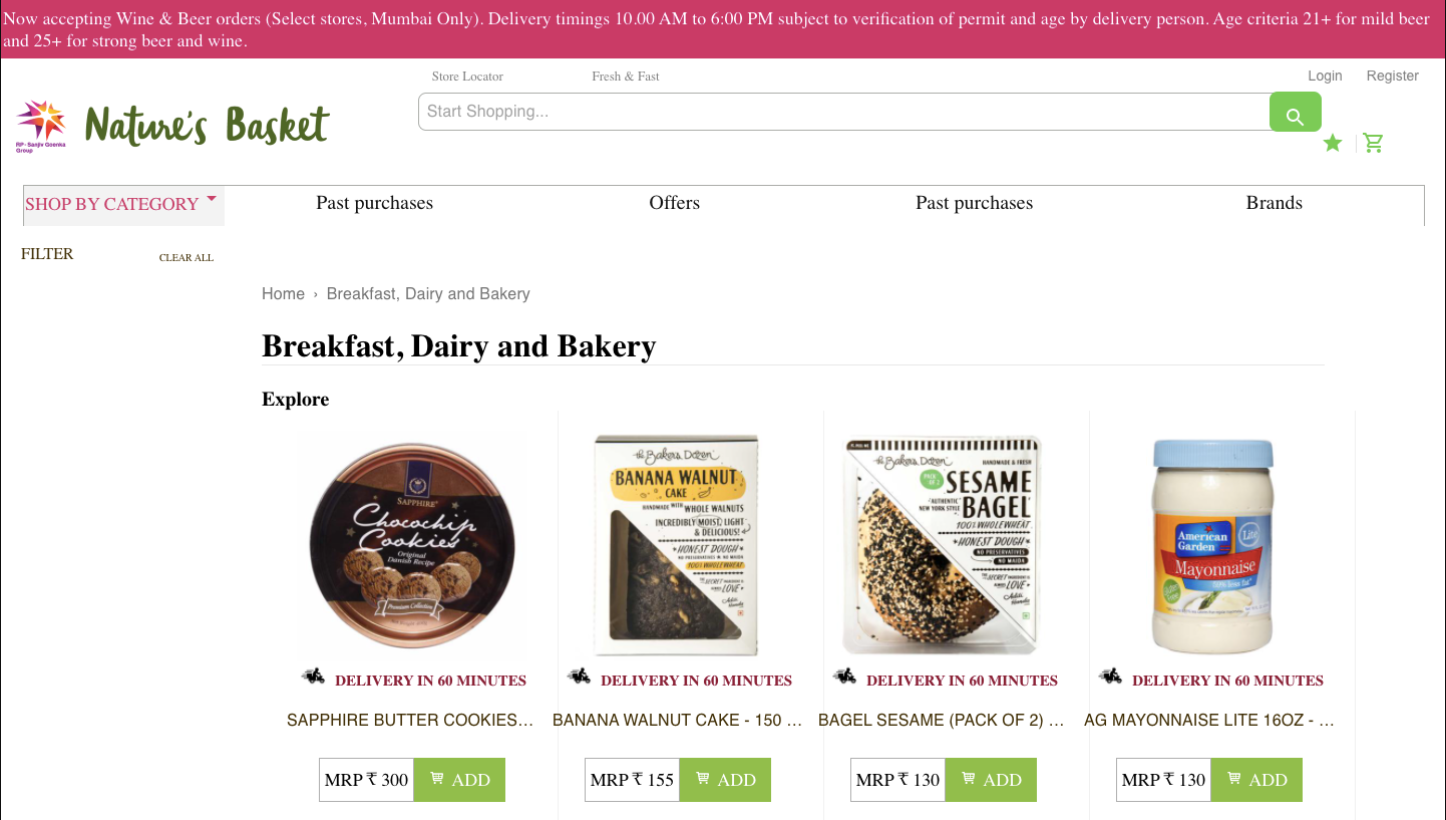 Now accepting Wine & Beer orders (Select stores, Mumbai Only). Delivery timings 10.00 AM to 6:00 PM subject to verification of permit and age by delivery person. Age criteria 21+ for mild beer
and 25+ for strong beer and wine.
Store Locator Fresh & Fast Login Register
RP - Sanjiv Goenka
Group
Nature's Basket
Start Shopping...
SHOP BY CATEGORY Past purchases Offers Past purchases Brands
FILTER CLEAR ALL
Home › Breakfast, Dairy and Bakery
Breakfast, Dairy and Bakery
Explore
SAPPHIRE
Chocochip
Cookies
Original
Danish Recipe
Premium Collection
the Bakers Dozen
BANANA WALNUT
CAKE
HANDMADE WITH WHOLE WALNUTS
INCREDIBLY MOIST, LIGHT
& DELICIOUS!
HONEST DOUGH
NO PRESERVATIVES NO MAIDA
100% WHOLEWHEAT
LOVE
the Bakers Dozen
HANDMADE & FRESH
PACK OF 2
SESAME
"AUTHENTIC"
NEW YORK STYLE
BAGEL
100% WHOLEWHEAT
HONEST DOUGH
NO PRESERVATIVES
NO MAIDA
LOVE
American
Garden
Lite
Mayonnaise
DELIVERY IN 60 MINUTES DELIVERY IN 60 MINUTES DELIVERY IN 60 MINUTES DELIVERY IN 60 MINUTES
SAPPHIRE BUTTER COOKIES... BANANA WALNUT CAKE - 150 ... BAGEL SESAME (PACK OF 2) ... AG MAYONNAISE LITE 16OZ - ...
MRP ₹ 300 ADD MRP ₹ 155 ADD MRP ₹ 130 ADD MRP ₹ 130 ADD